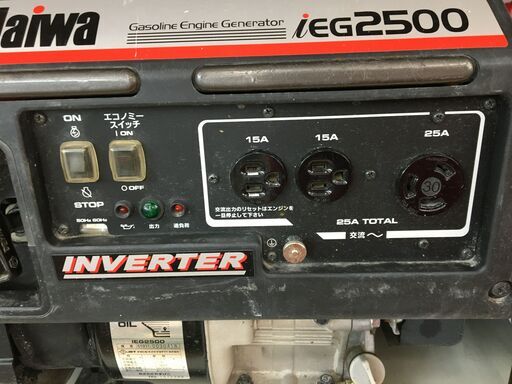 Daiwa
Gasoline Engine Generator
iEG2500
ON
エコノミー
スイッチ
I ON
○OFF
STOP
50Hz 60Hz
出力
過負荷
15A
15A
25A
30
交流出力のリセットはエンジンを
一旦停止して下さい
25A TOTAL
交流～
INVERTER
OIL
IEG2500